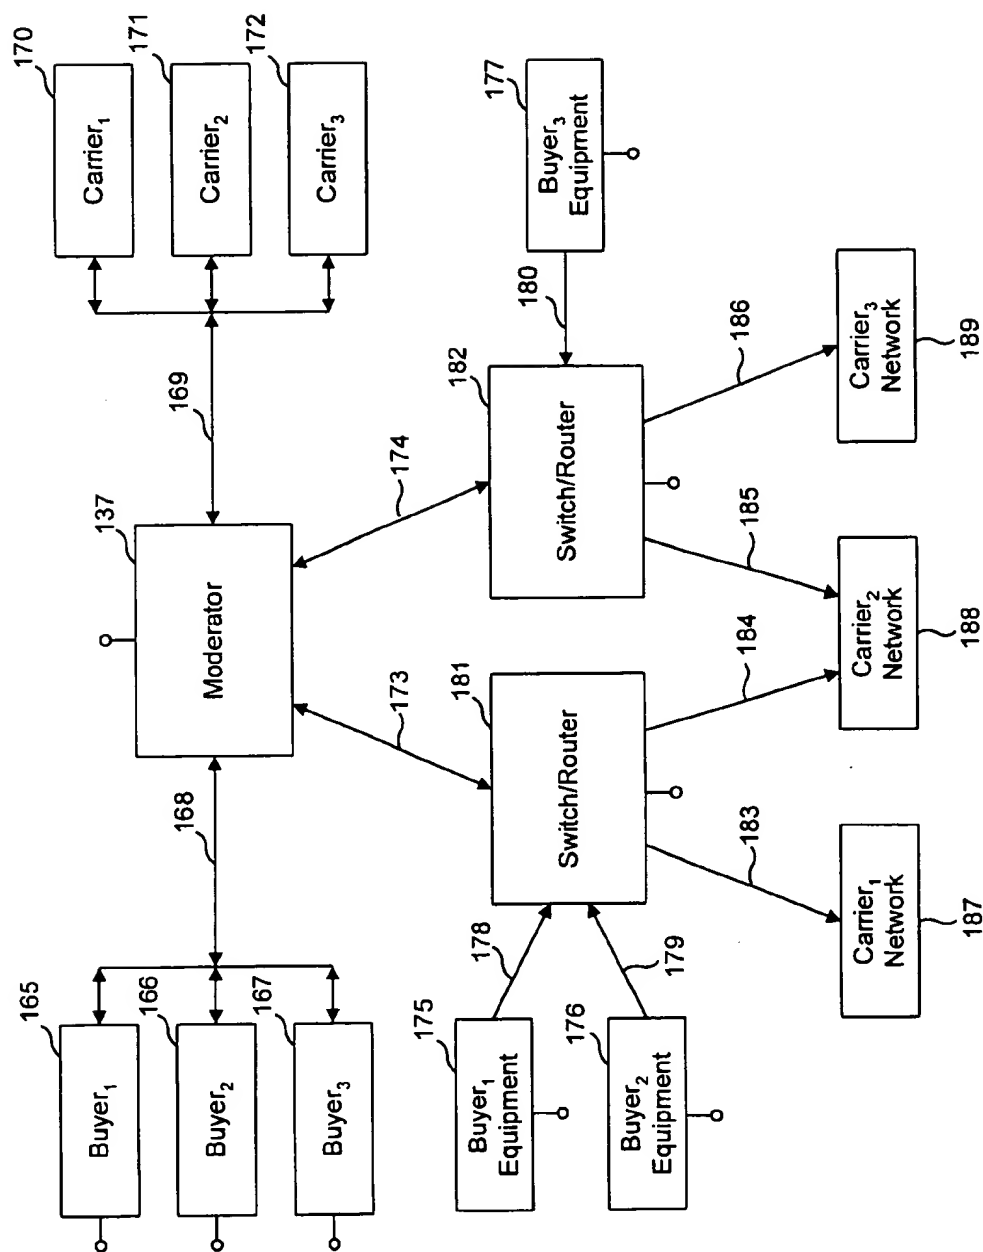 165
Buyer1
166
Buyer2
167
Buyer3
168
137
Moderator
169
170
Carrier1
171
Carrier2
172
Carrier3
173
174
175
Buyer1
Equipment
176
Buyer2
Equipment
178
179
181
Switch/Router
182
Switch/Router
180
177
Buyer3
Equipment
183
184
185
186
Carrier1
Network
187
Carrier2
Network
188
Carrier3
Network
189